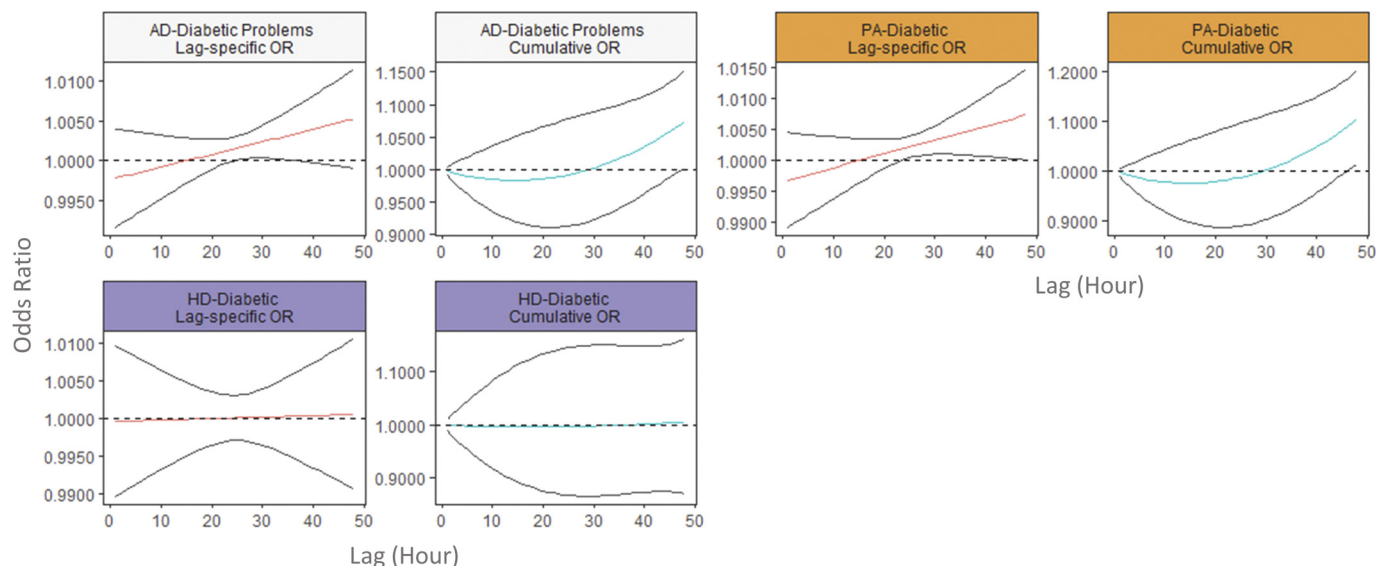 AD-Diabetic Problems
Lag-specific OR
AD-Diabetic Problems
Cumulative OR
PA-Diabetic
Lag-specific OR
PA-Diabetic
Cumulative OR
1.0100
1.0050
1.0000
0.9950
0 10 20 30 40 50
1.1500
1.1000
1.0500
1.0000
0.9500
0.9000
0 10 20 30 40 50
1.0150
1.0100
1.0050
1.0000
0.9950
0.9900
0 10 20 30 40 50
1.2000
1.1000
1.0000
0.9000
0 10 20 30 40 50
Lag (Hour)
Odds Ratio
HD-Diabetic
Lag-specific OR
HD-Diabetic
Cumulative OR
1.0100
1.0050
1.0000
0.9950
0.9900
0 10 20 30 40 50
1.1000
1.0000
0.9000
0 10 20 30 40 50
Lag (Hour)